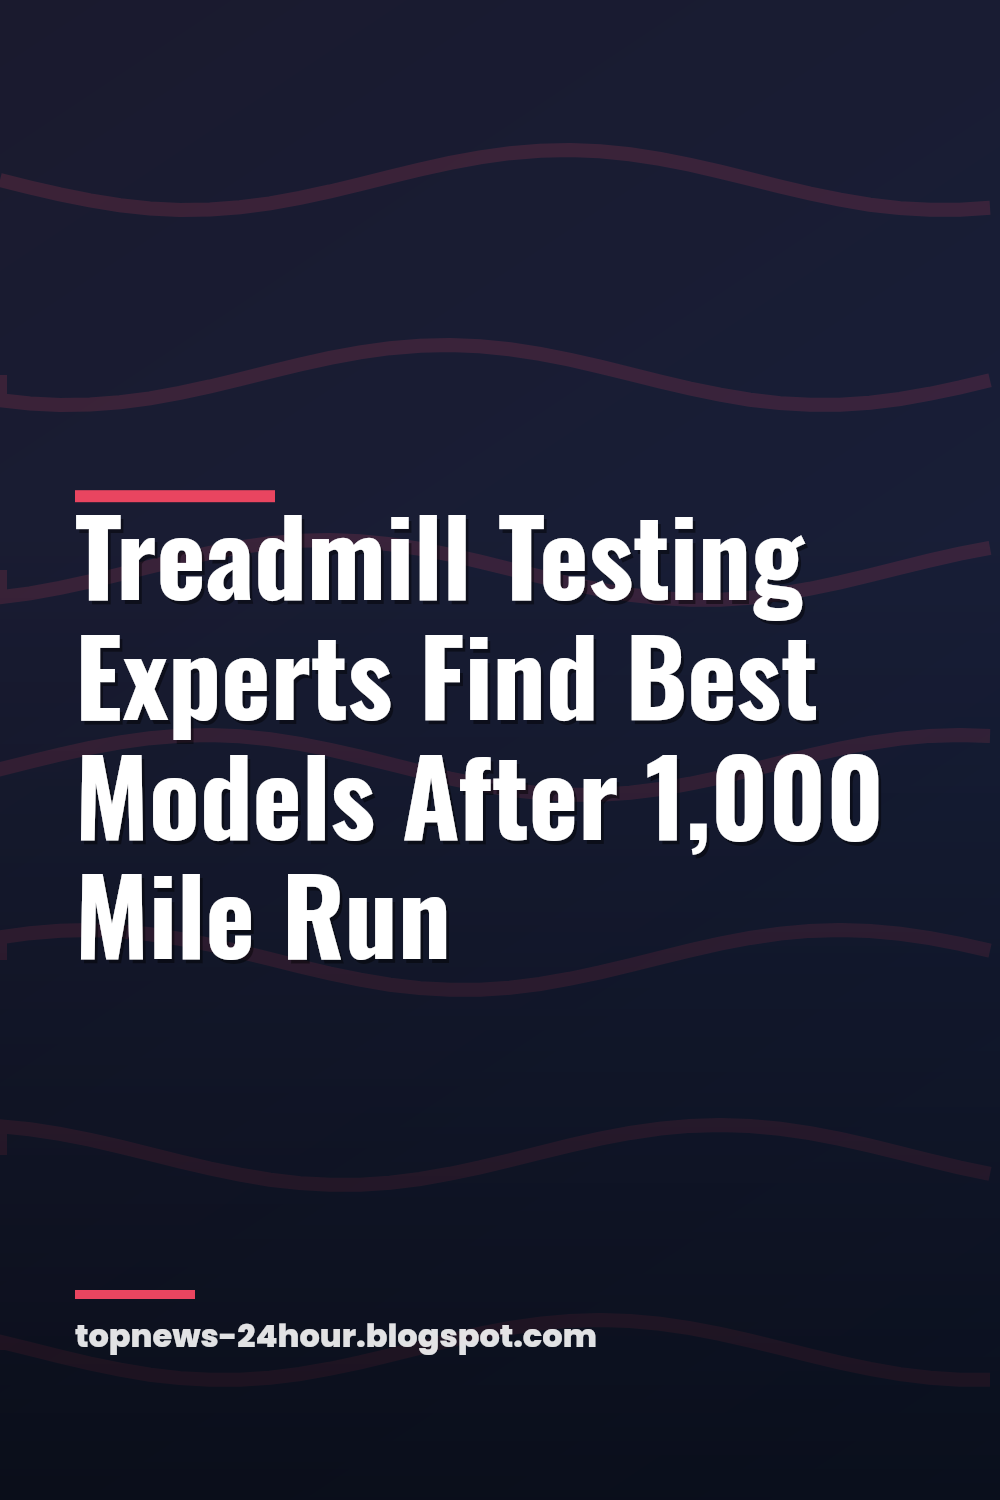 Treadmill Testing
Experts Find Best
Models After 1,000
Mile Run
topnews-24hour.blogspot.com